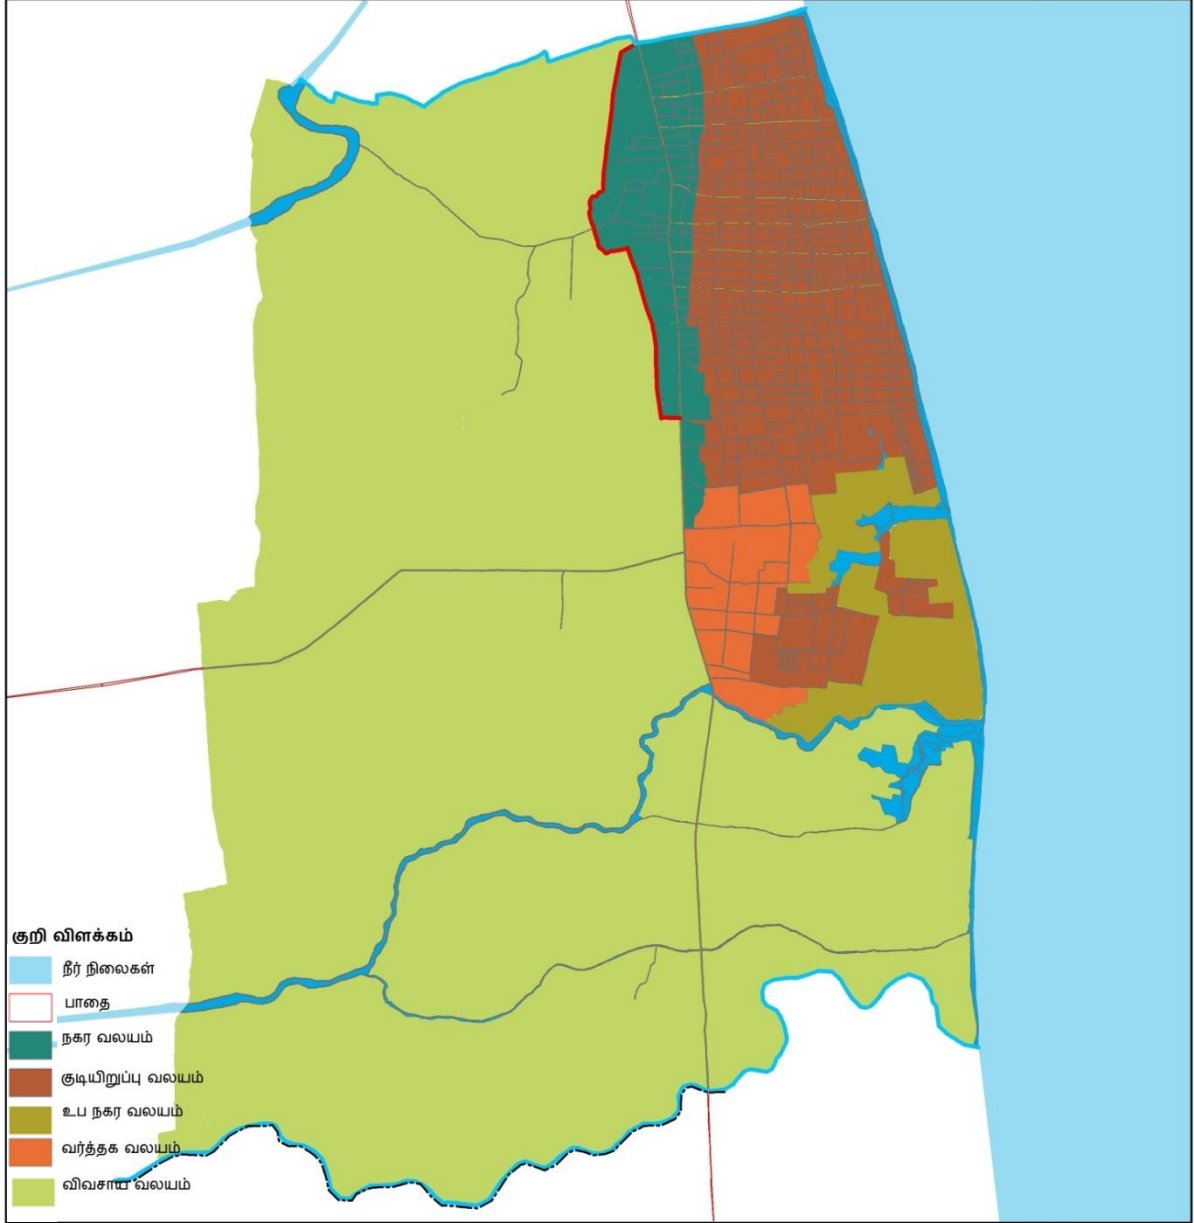 குறி விளக்கம்
நீர் நிலைகள்
பாதை
நகர வலயம்
குடியிறுப்பு வலயம்
உப நகர வலயம்
வர்த்தக வலயம்
விவசாய வலயம்